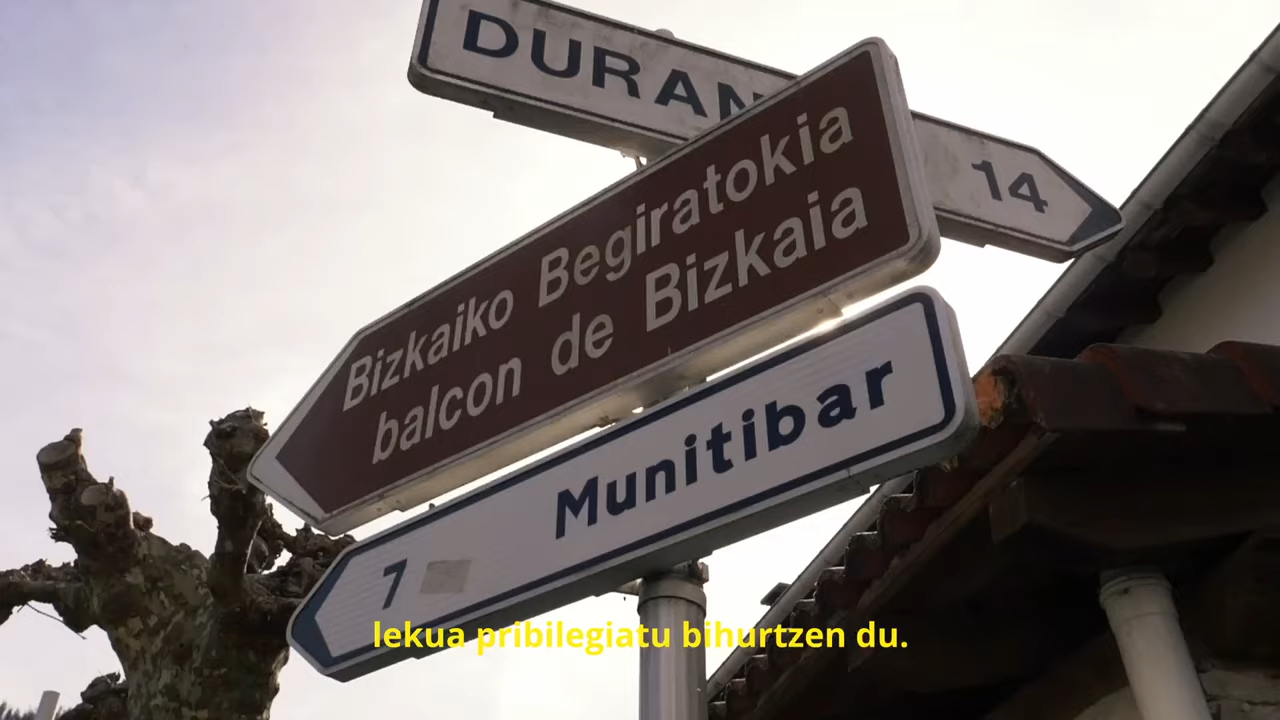 DURAN
14
Bizkaiko Begiratokia
balcon de Bizkaia
Munitibar
7
lekua pribilegiatu bihurtzen du.